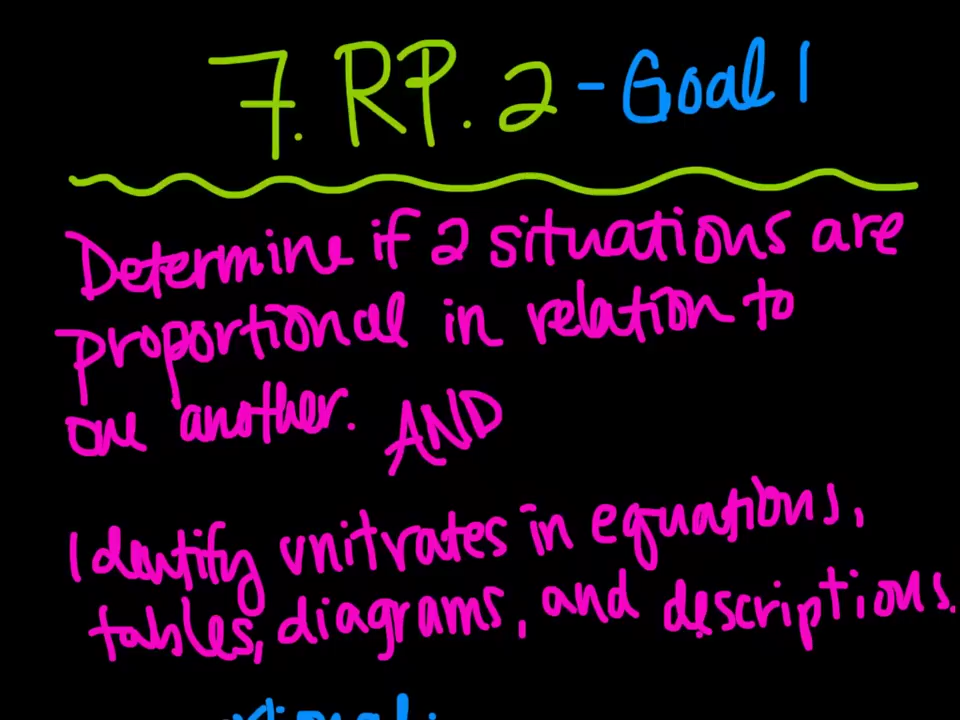 7. RP. 2 - Goal 1
Determine if 2 situations are
proportional in relation to
one another. AND
Identify unit rates in equations,
tables, diagrams, and descriptions.